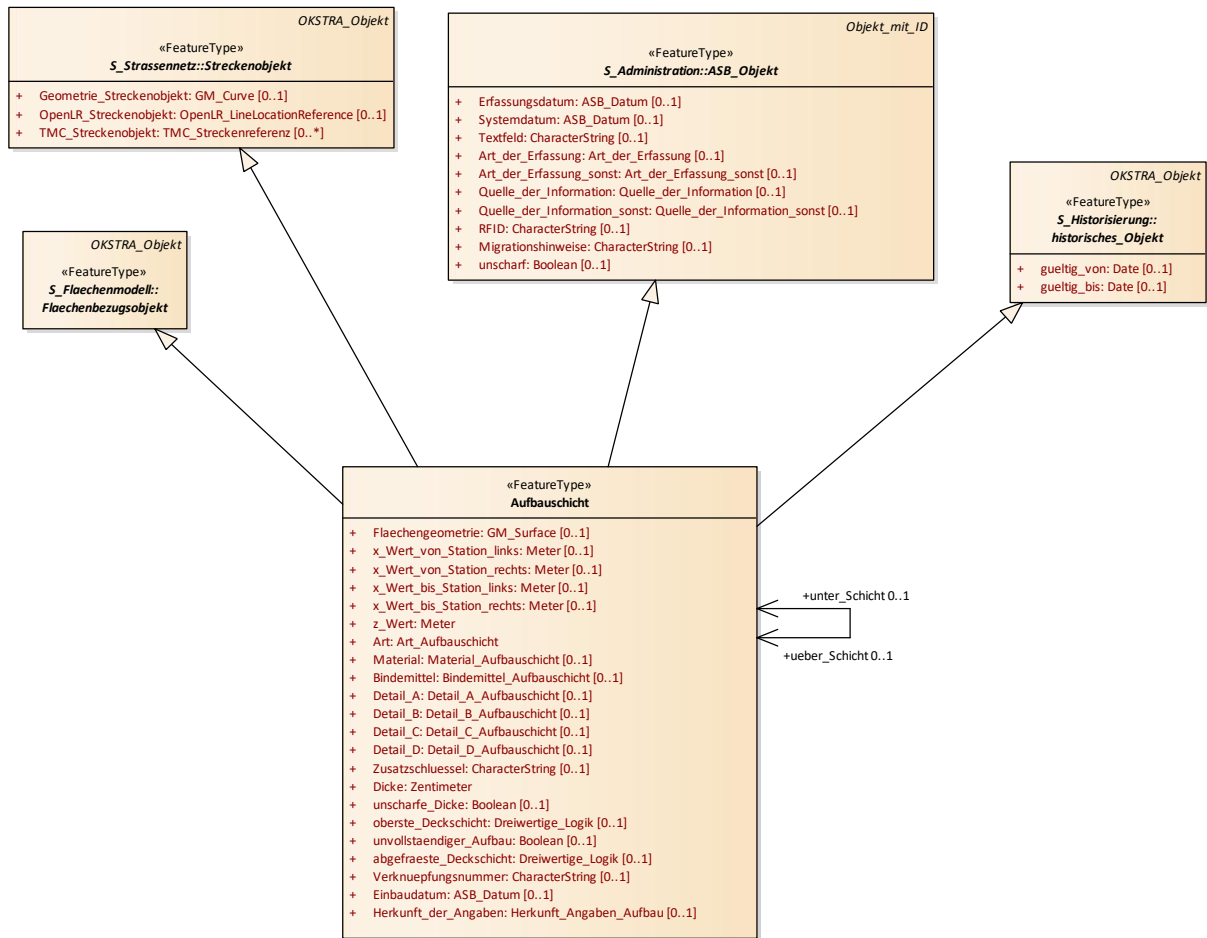 OKSTRA_Objekt
«FeatureType»
S_Strassennetz::Streckenobjekt
+ Geometrie_Streckenobjekt: GM_Curve [0..1]
+ OpenLR_Streckenobjekt: OpenLR_LineLocationReference [0..1]
+ TMC_Streckenobjekt: TMC_Streckenreferenz [0..*]
Objekt_mit_ID
«FeatureType»
S_Administration::ASB_Objekt
+ Erfassungsdatum: ASB_Datum [0..1]
+ Systemdatum: ASB_Datum [0..1]
+ Textfeld: CharacterString [0..1]
+ Art_der_Erfassung: Art_der_Erfassung [0..1]
+ Art_der_Erfassung_sonst: Art_der_Erfassung_sonst [0..1]
+ Quelle_der_Information: Quelle_der_Information [0..1]
+ Quelle_der_Information_sonst: Quelle_der_Information_sonst [0..1]
+ RFID: CharacterString [0..1]
+ Migrationshinweise: CharacterString [0..1]
+ unscharf: Boolean [0..1]
OKSTRA_Objekt
«FeatureType»
S_Historisierung::
historisches_Objekt
+ gueltig_von: Date [0..1]
+ gueltig_bis: Date [0..1]
OKSTRA_Objekt
«FeatureType»
S_Flaechenmodell::
Flaechenbezugsobjekt
«FeatureType»
Aufbauschicht
+ Flaechengeometrie: GM_Surface [0..1]
+ x_Wert_von_Station_links: Meter [0..1]
+ x_Wert_von_Station_rechts: Meter [0..1]
+ x_Wert_bis_Station_links: Meter [0..1]
+ x_Wert_bis_Station_rechts: Meter [0..1]
+ z_Wert: Meter
+ Art: Art_Aufbauschicht
+ Material: Material_Aufbauschicht [0..1]
+ Bindemittel: Bindemittel_Aufbauschicht [0..1]
+ Detail_A: Detail_A_Aufbauschicht [0..1]
+ Detail_B: Detail_B_Aufbauschicht [0..1]
+ Detail_C: Detail_C_Aufbauschicht [0..1]
+ Detail_D: Detail_D_Aufbauschicht [0..1]
+ Zusatzschluessel: CharacterString [0..1]
+ Dicke: Zentimeter
+ unscharfe_Dicke: Boolean [0..1]
+ oberste_Deckschicht: Dreiwertige_Logik [0..1]
+ unvollstaendiger_Aufbau: Boolean [0..1]
+ abgefraeste_Deckschicht: Dreiwertige_Logik [0..1]
+ Verknuepfungsnummer: CharacterString [0..1]
+ Einbaudatum: ASB_Datum [0..1]
+ Herkunft_der_Angaben: Herkunft_Angaben_Aufbau [0..1]
+unter_Schicht 0..1
+ueber_Schicht 0..1